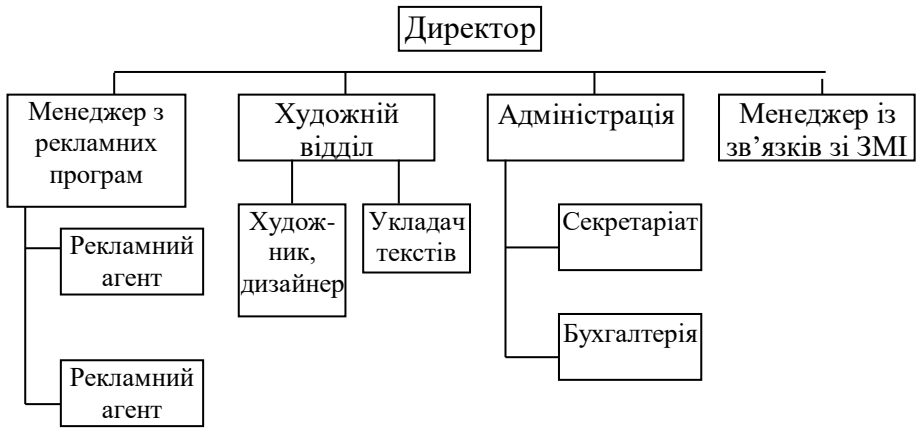 Директор
Менеджер з
рекламних
програм
Художній
відділ
Адміністрація
Менеджер із
зв’язків зі ЗМІ
Рекламний
агент
Худож-
ник,
дизайнер
Укладач
текстів
Секретаріат
Бухгалтерія
Рекламний
агент